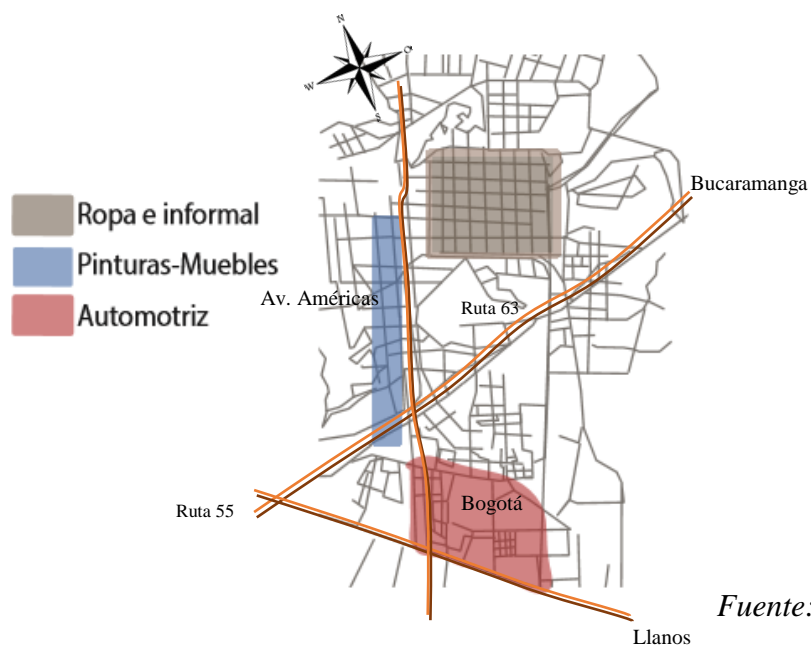 N
O
W
S
Bucaramanga
Ropa e informal
Pinturas-Muebles
Av. Américas
Ruta 63
Automotriz
Ruta 55
Bogotá
Fuente:
Llanos